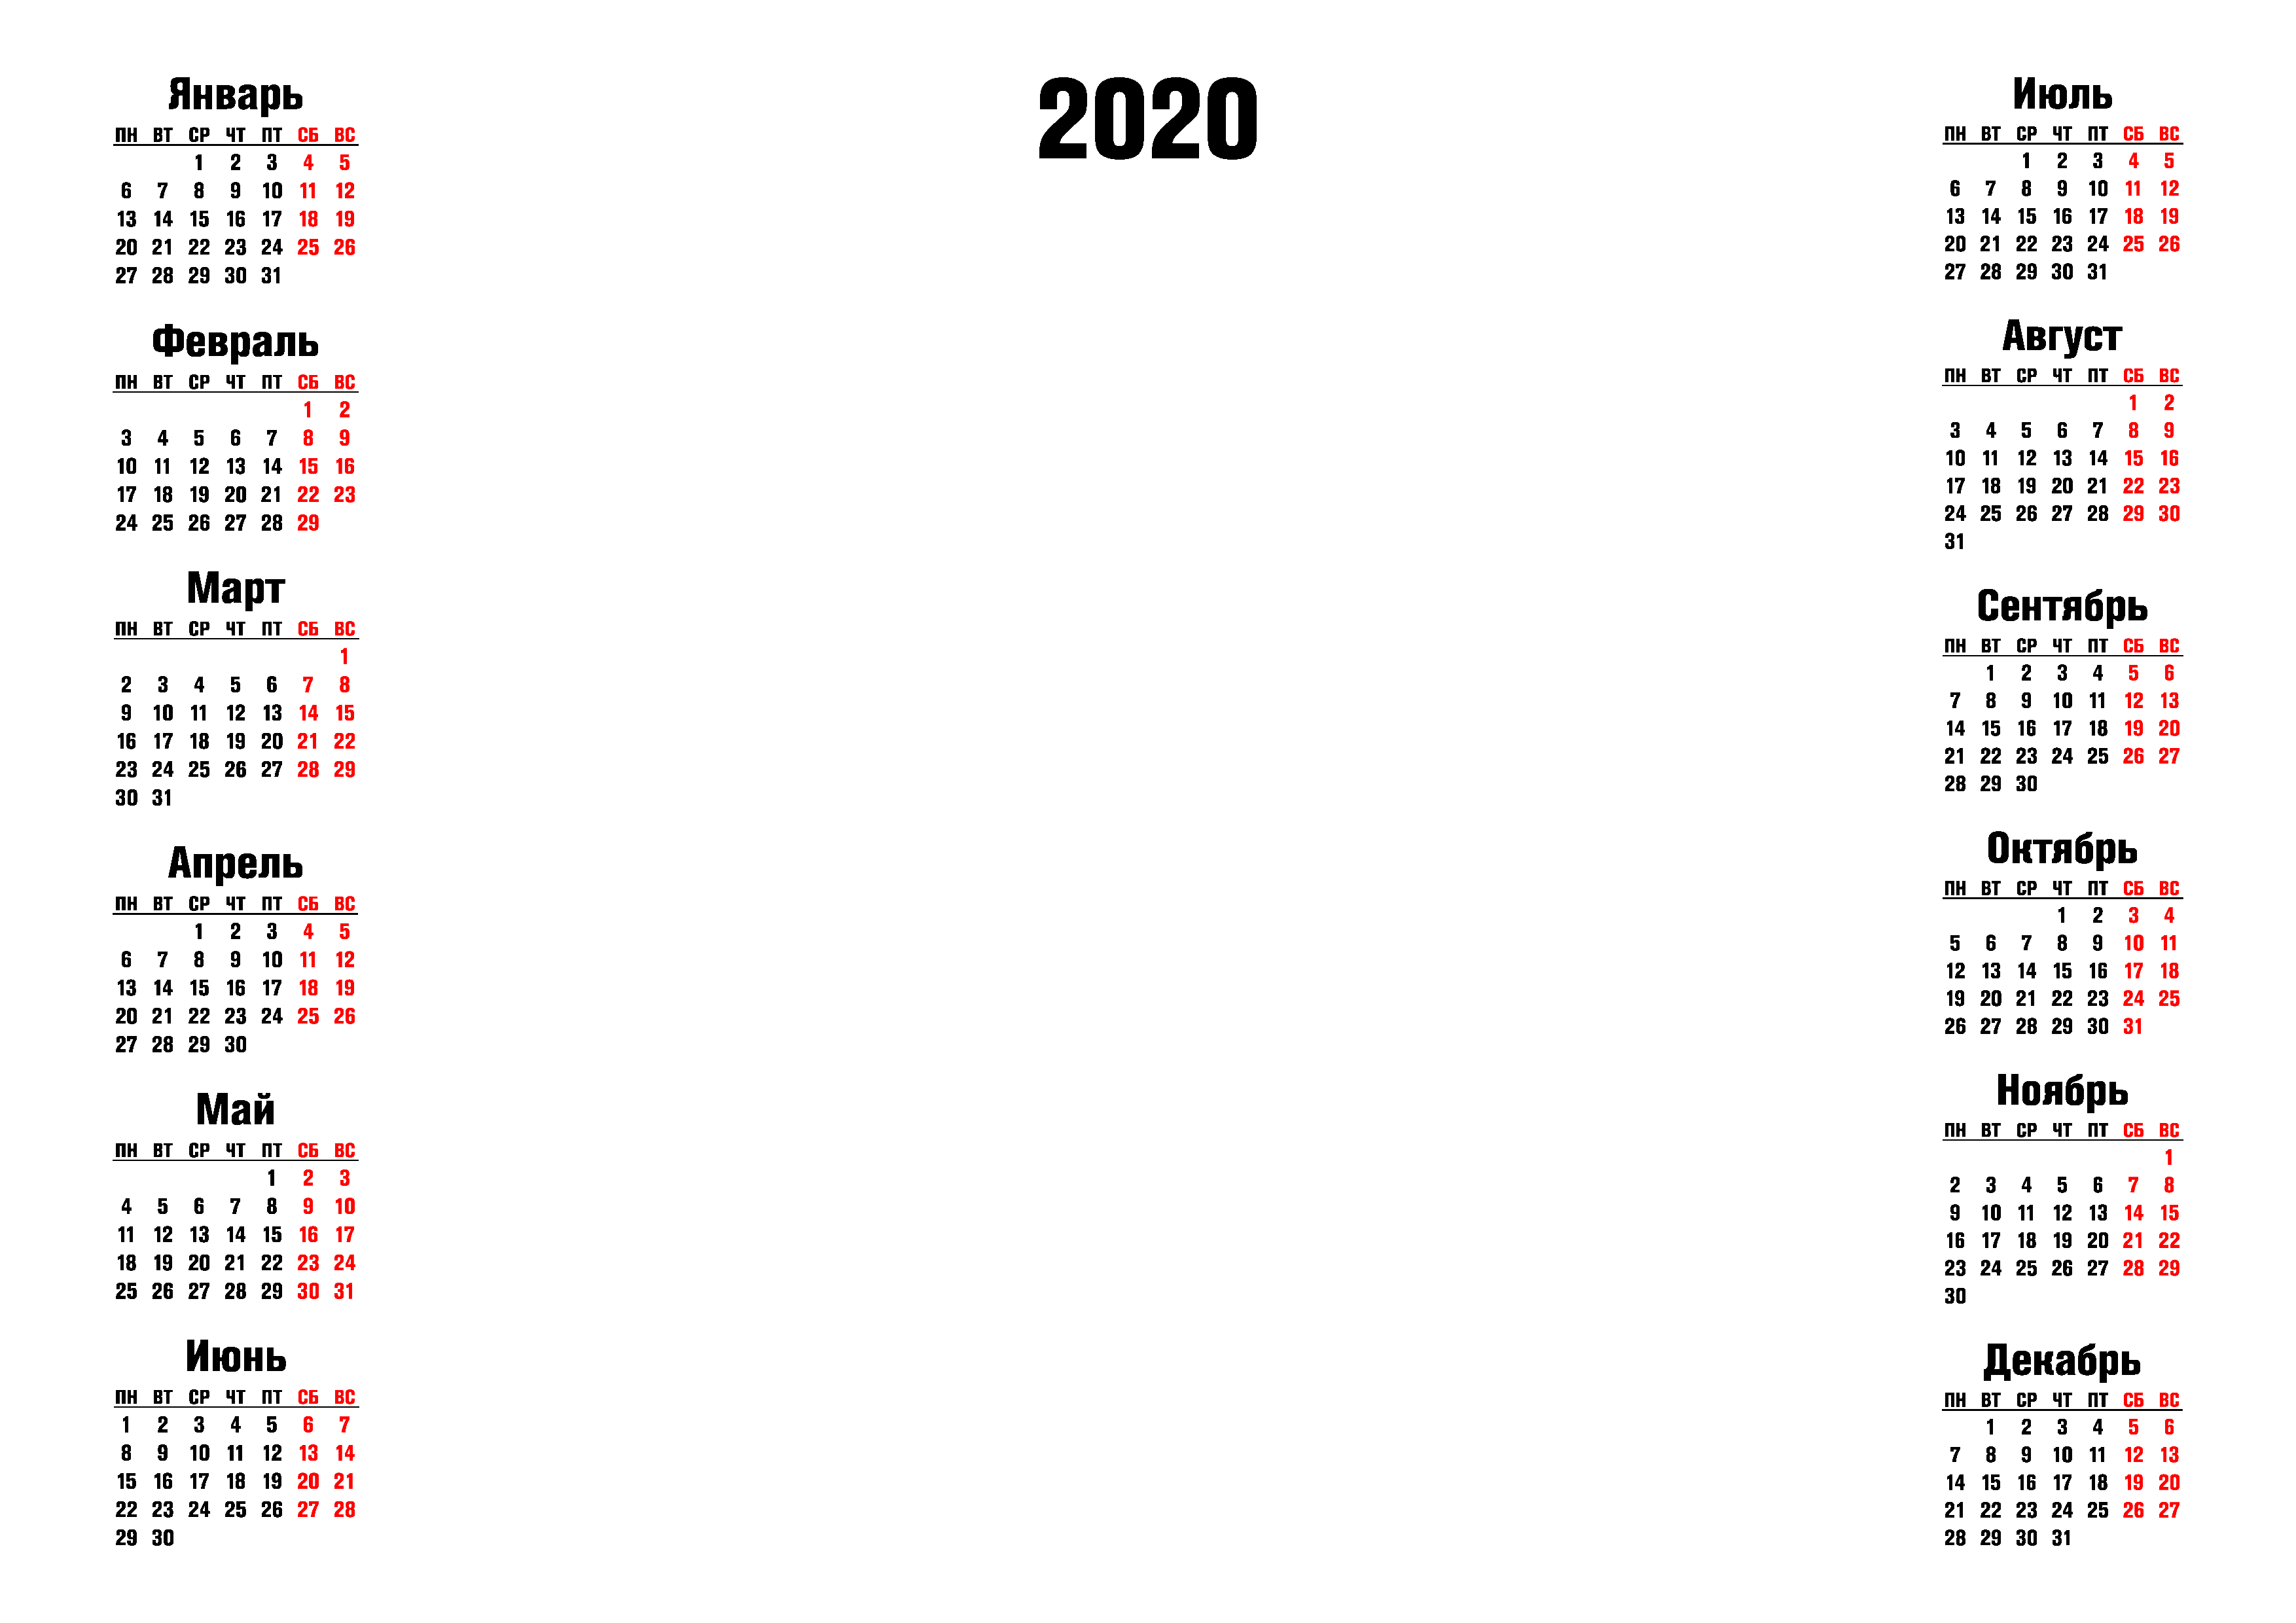 2020
Январь
ПН ВТ СР ЧТ ПТ СБ ВС
1 2 3 4 5
6 7 8 9 10 11 12
13 14 15 16 17 18 19
20 21 22 23 24 25 26
27 28 29 30 31
Февраль
ПН ВТ СР ЧТ ПТ СБ ВС
1 2
3 4 5 6 7 8 9
10 11 12 13 14 15 16
17 18 19 20 21 22 23
24 25 26 27 28 29
Март
ПН ВТ СР ЧТ ПТ СБ ВС
1
2 3 4 5 6 7 8
9 10 11 12 13 14 15
16 17 18 19 20 21 22
23 24 25 26 27 28 29
30 31
Апрель
ПН ВТ СР ЧТ ПТ СБ ВС
1 2 3 4 5
6 7 8 9 10 11 12
13 14 15 16 17 18 19
20 21 22 23 24 25 26
27 28 29 30
Май
ПН ВТ СР ЧТ ПТ СБ ВС
1 2 3
4 5 6 7 8 9 10
11 12 13 14 15 16 17
18 19 20 21 22 23 24
25 26 27 28 29 30 31
Июнь
ПН ВТ СР ЧТ ПТ СБ ВС
1 2 3 4 5 6 7
8 9 10 11 12 13 14
15 16 17 18 19 20 21
22 23 24 25 26 27 28
29 30
Июль
ПН ВТ СР ЧТ ПТ СБ ВС
1 2 3 4 5
6 7 8 9 10 11 12
13 14 15 16 17 18 19
20 21 22 23 24 25 26
27 28 29 30 31
Август
ПН ВТ СР ЧТ ПТ СБ ВС
1 2
3 4 5 6 7 8 9
10 11 12 13 14 15 16
17 18 19 20 21 22 23
24 25 26 27 28 29 30
31
Сентябрь
ПН ВТ СР ЧТ ПТ СБ ВС
1 2 3 4 5 6
7 8 9 10 11 12 13
14 15 16 17 18 19 20
21 22 23 24 25 26 27
28 29 30
Октябрь
ПН ВТ СР ЧТ ПТ СБ ВС
1 2 3 4
5 6 7 8 9 10 11
12 13 14 15 16 17 18
19 20 21 22 23 24 25
26 27 28 29 30 31
Ноябрь
ПН ВТ СР ЧТ ПТ СБ ВС
1
2 3 4 5 6 7 8
9 10 11 12 13 14 15
16 17 18 19 20 21 22
23 24 25 26 27 28 29
30
Декабрь
ПН ВТ СР ЧТ ПТ СБ ВС
1 2 3 4 5 6
7 8 9 10 11 12 13
14 15 16 17 18 19 20
21 22 23 24 25 26 27
28 29 30 31